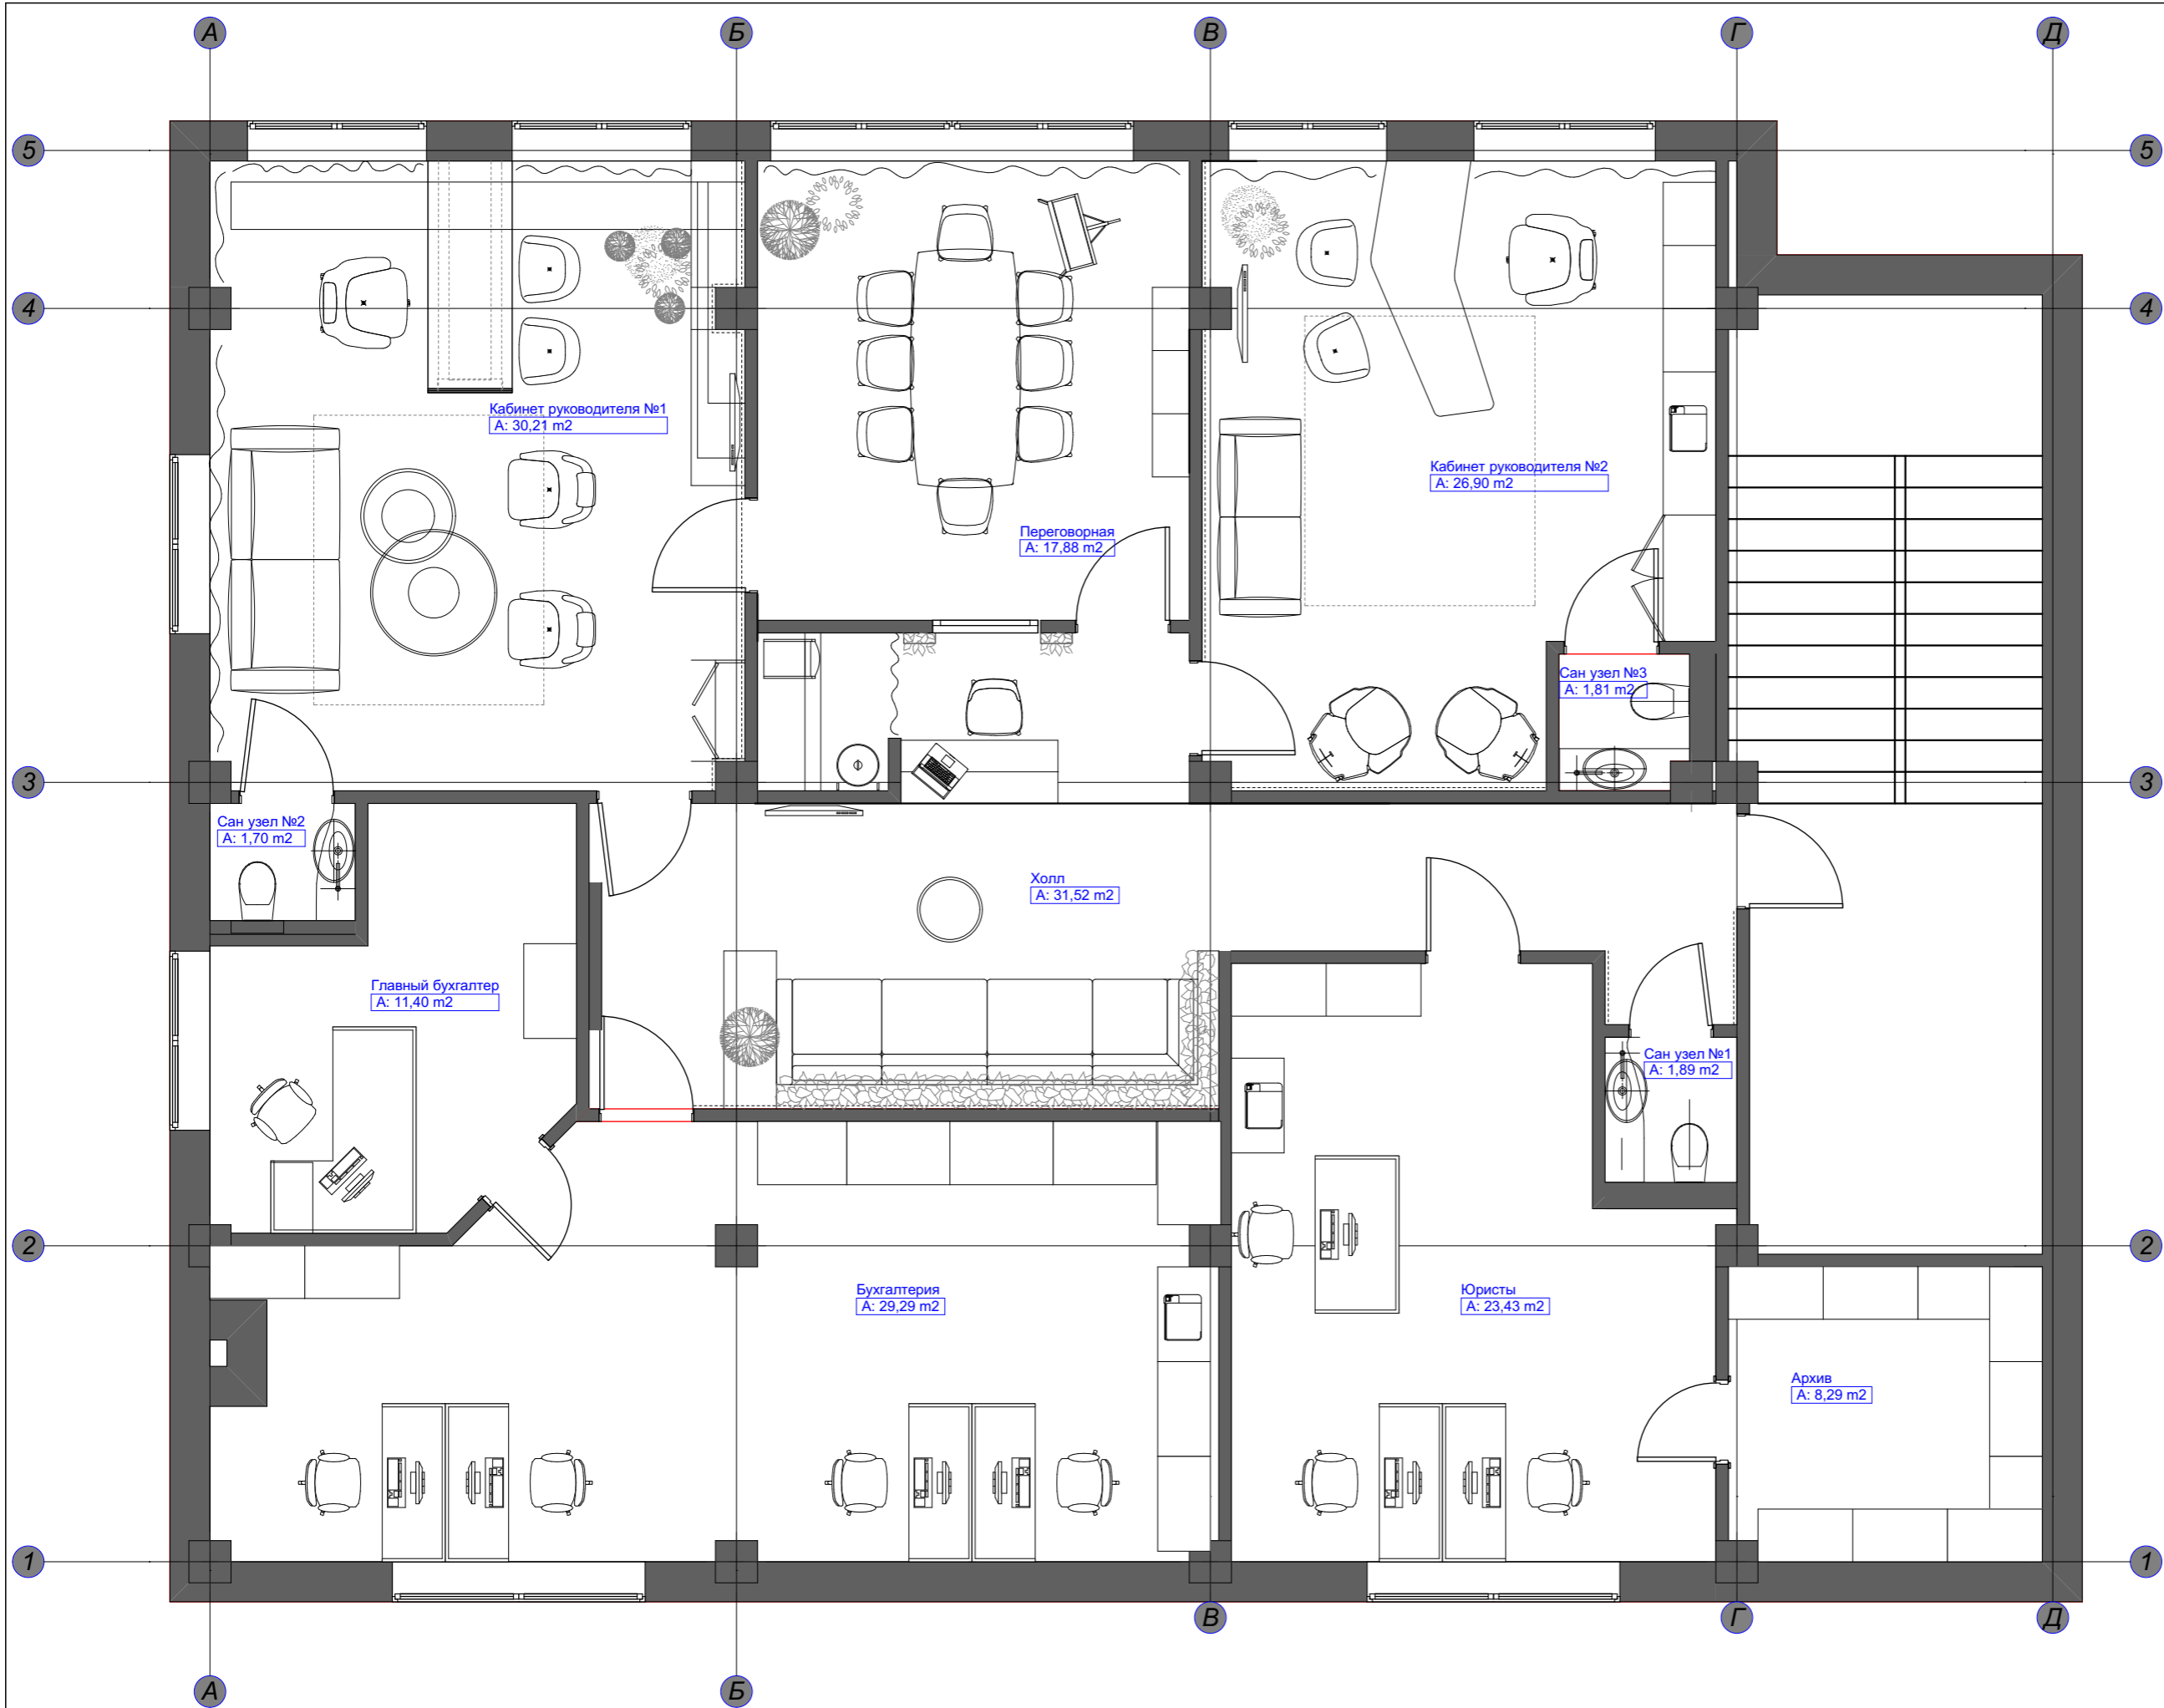 А Б В Г Д
5 5
4 4
Кабинет руководителя №1
A: 30,21 m2
Кабинет руководителя №2
A: 26,90 m2
Переговорная
A: 17,88 m2
Сан узел №3
A: 1,81 m2
3 3
Сан узел №2
A: 1,70 m2
Холл
A: 31,52 m2
Главный бухгалтер
A: 11,40 m2
Сан узел №1
A: 1,89 m2
2 2
Бухгалтерия
A: 29,29 m2
Юристы
A: 23,43 m2
Архив
A: 8,29 m2
1 1
В Г Д
А Б